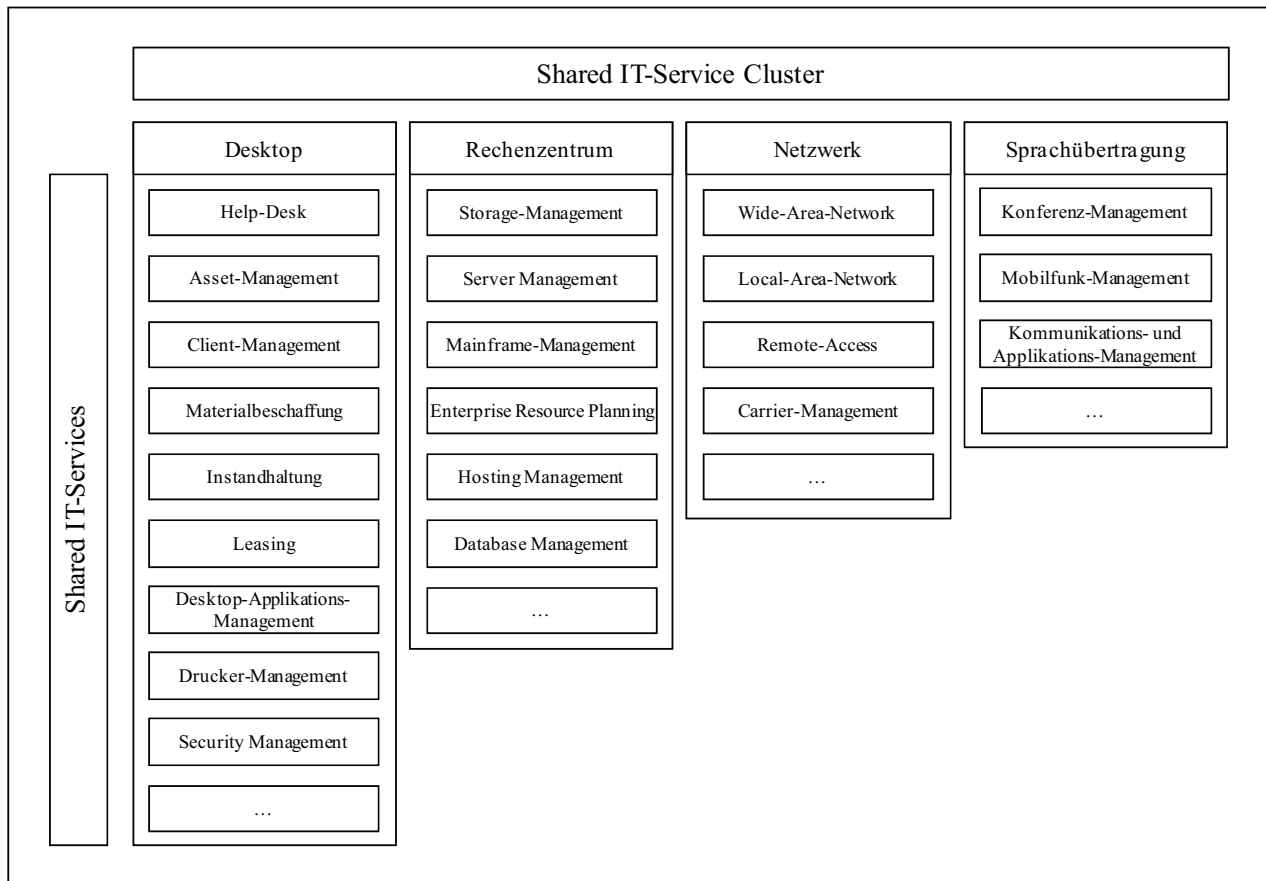 Shared IT-Service Cluster
Shared IT-Services
Desktop
Help-Desk
Asset-Management
Client-Management
Materialbeschaffung
Instandhaltung
Leasing
Desktop-Applikations-
Management
Drucker-Management
Security Management
…
Rechenzentrum
Storage-Management
Server Management
Mainframe-Management
Enterprise Resource Planning
Hosting Management
Database Management
…
Netzwerk
Wide-Area-Network
Local-Area-Network
Remote-Access
Carrier-Management
…
Sprachübertragung
Konferenz-Management
Mobilfunk-Management
Kommunikations- und
Applikations-Management
…